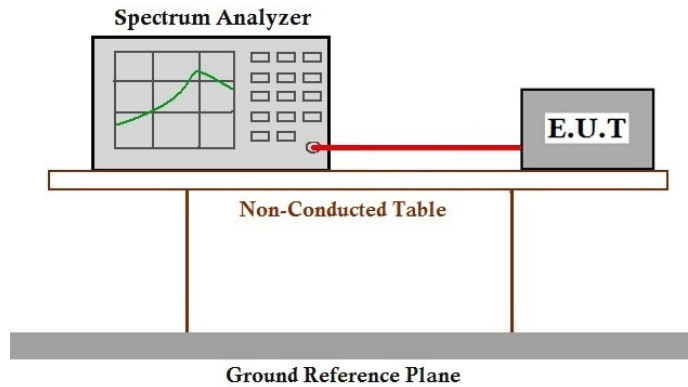 Spectrum Analyzer
E.U.T
Non-Conducted Table
Ground Reference Plane